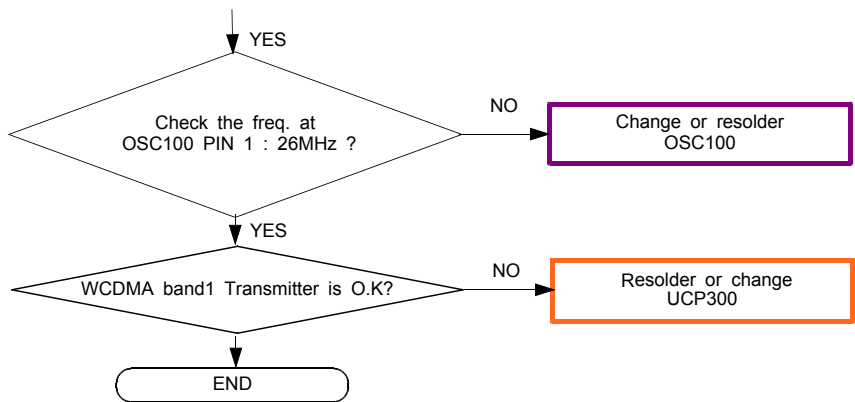 YES
Check the freq. at
OSC100 PIN 1 : 26MHz ?
NO
Change or resolder
OSC100
YES
WCDMA band1 Transmitter is O.K?
NO
Resolder or change
UCP300
END